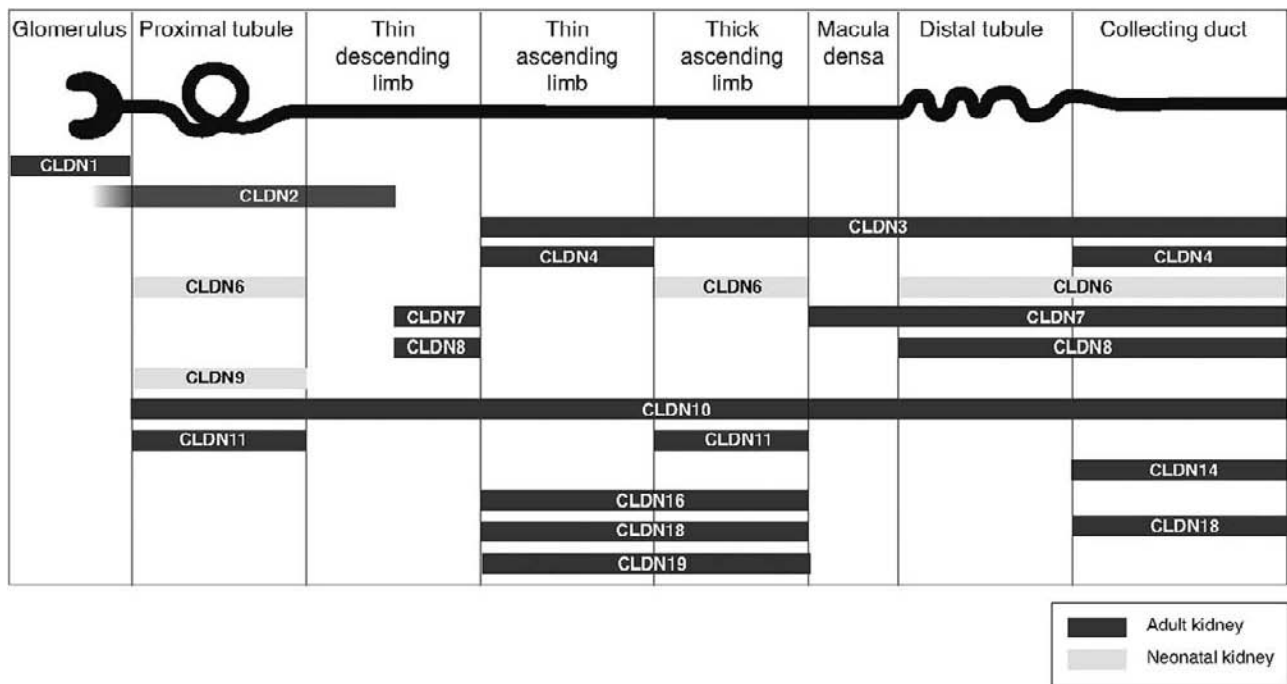 Glomerulus
Proximal tubule
Thin
descending
limb
Thin
ascending
limb
Thick
ascending
limb
Macula
densa
Distal tubule
Collecting duct
CLDN1
CLDN2
CLDN3
CLDN4
CLDN4
CLDN6
CLDN6
CLDN6
CLDN7
CLDN7
CLDN8
CLDN8
CLDN9
CLDN10
CLDN11
CLDN11
CLDN14
CLDN16
CLDN18
CLDN18
CLDN19
Adult kidney
Neonatal kidney